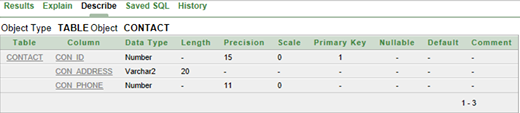 Results Explain Describe Saved SQL History
Object Type TABLE Object CONTACT
Table Column Data Type Length Precision Scale Primary Key Nullable Default Comment
CONTACT CON_ID Number - 15 0 1 - - -
CON_ADDRESS Varchar2 20 - - - - - -
CON_PHONE Number - 11 0 - - - -
1 - 3